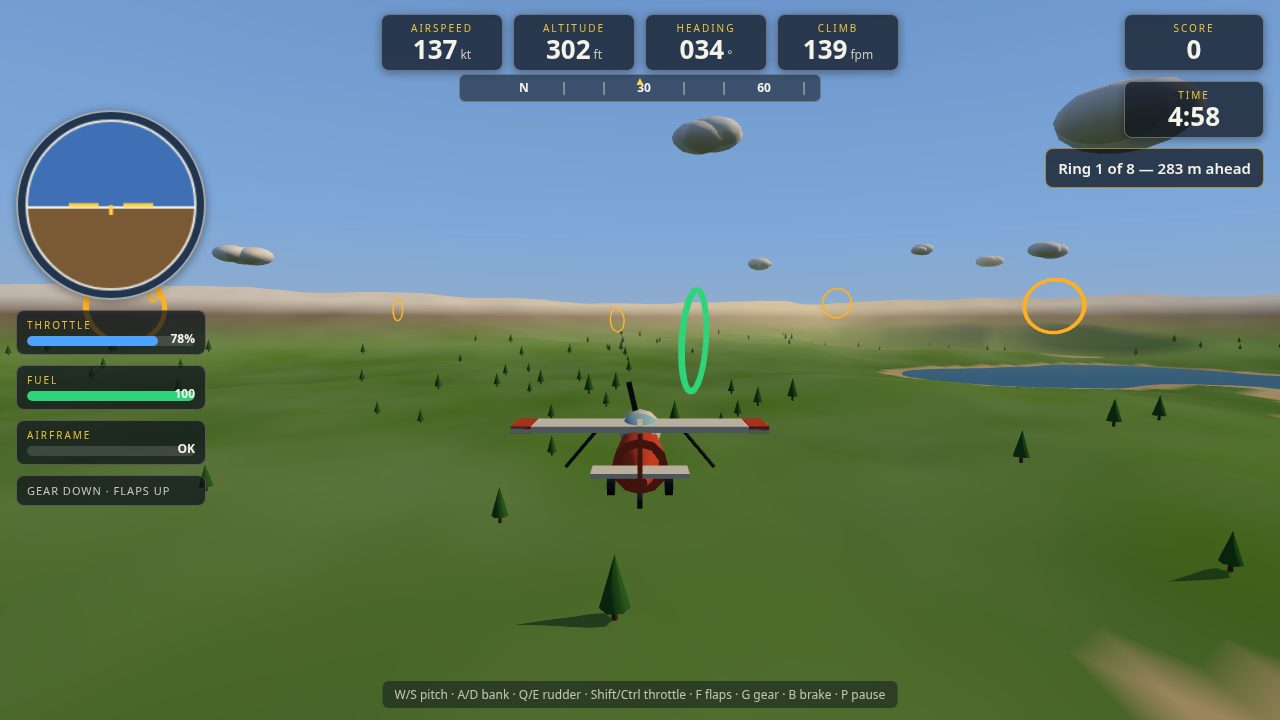 AIRSPEED
137 kt
ALTITUDE
302 ft
HEADING
034 °
CLIMB
139 fpm
N | | 30 | | 60 |
SCORE
0
TIME
4:58
Ring 1 of 8 — 283 m ahead
THROTTLE
78%
FUEL
100
AIRFRAME
OK
GEAR DOWN · FLAPS UP
W/S pitch · A/D bank · Q/E rudder · Shift/Ctrl throttle · F flaps · G gear · B brake · P pause